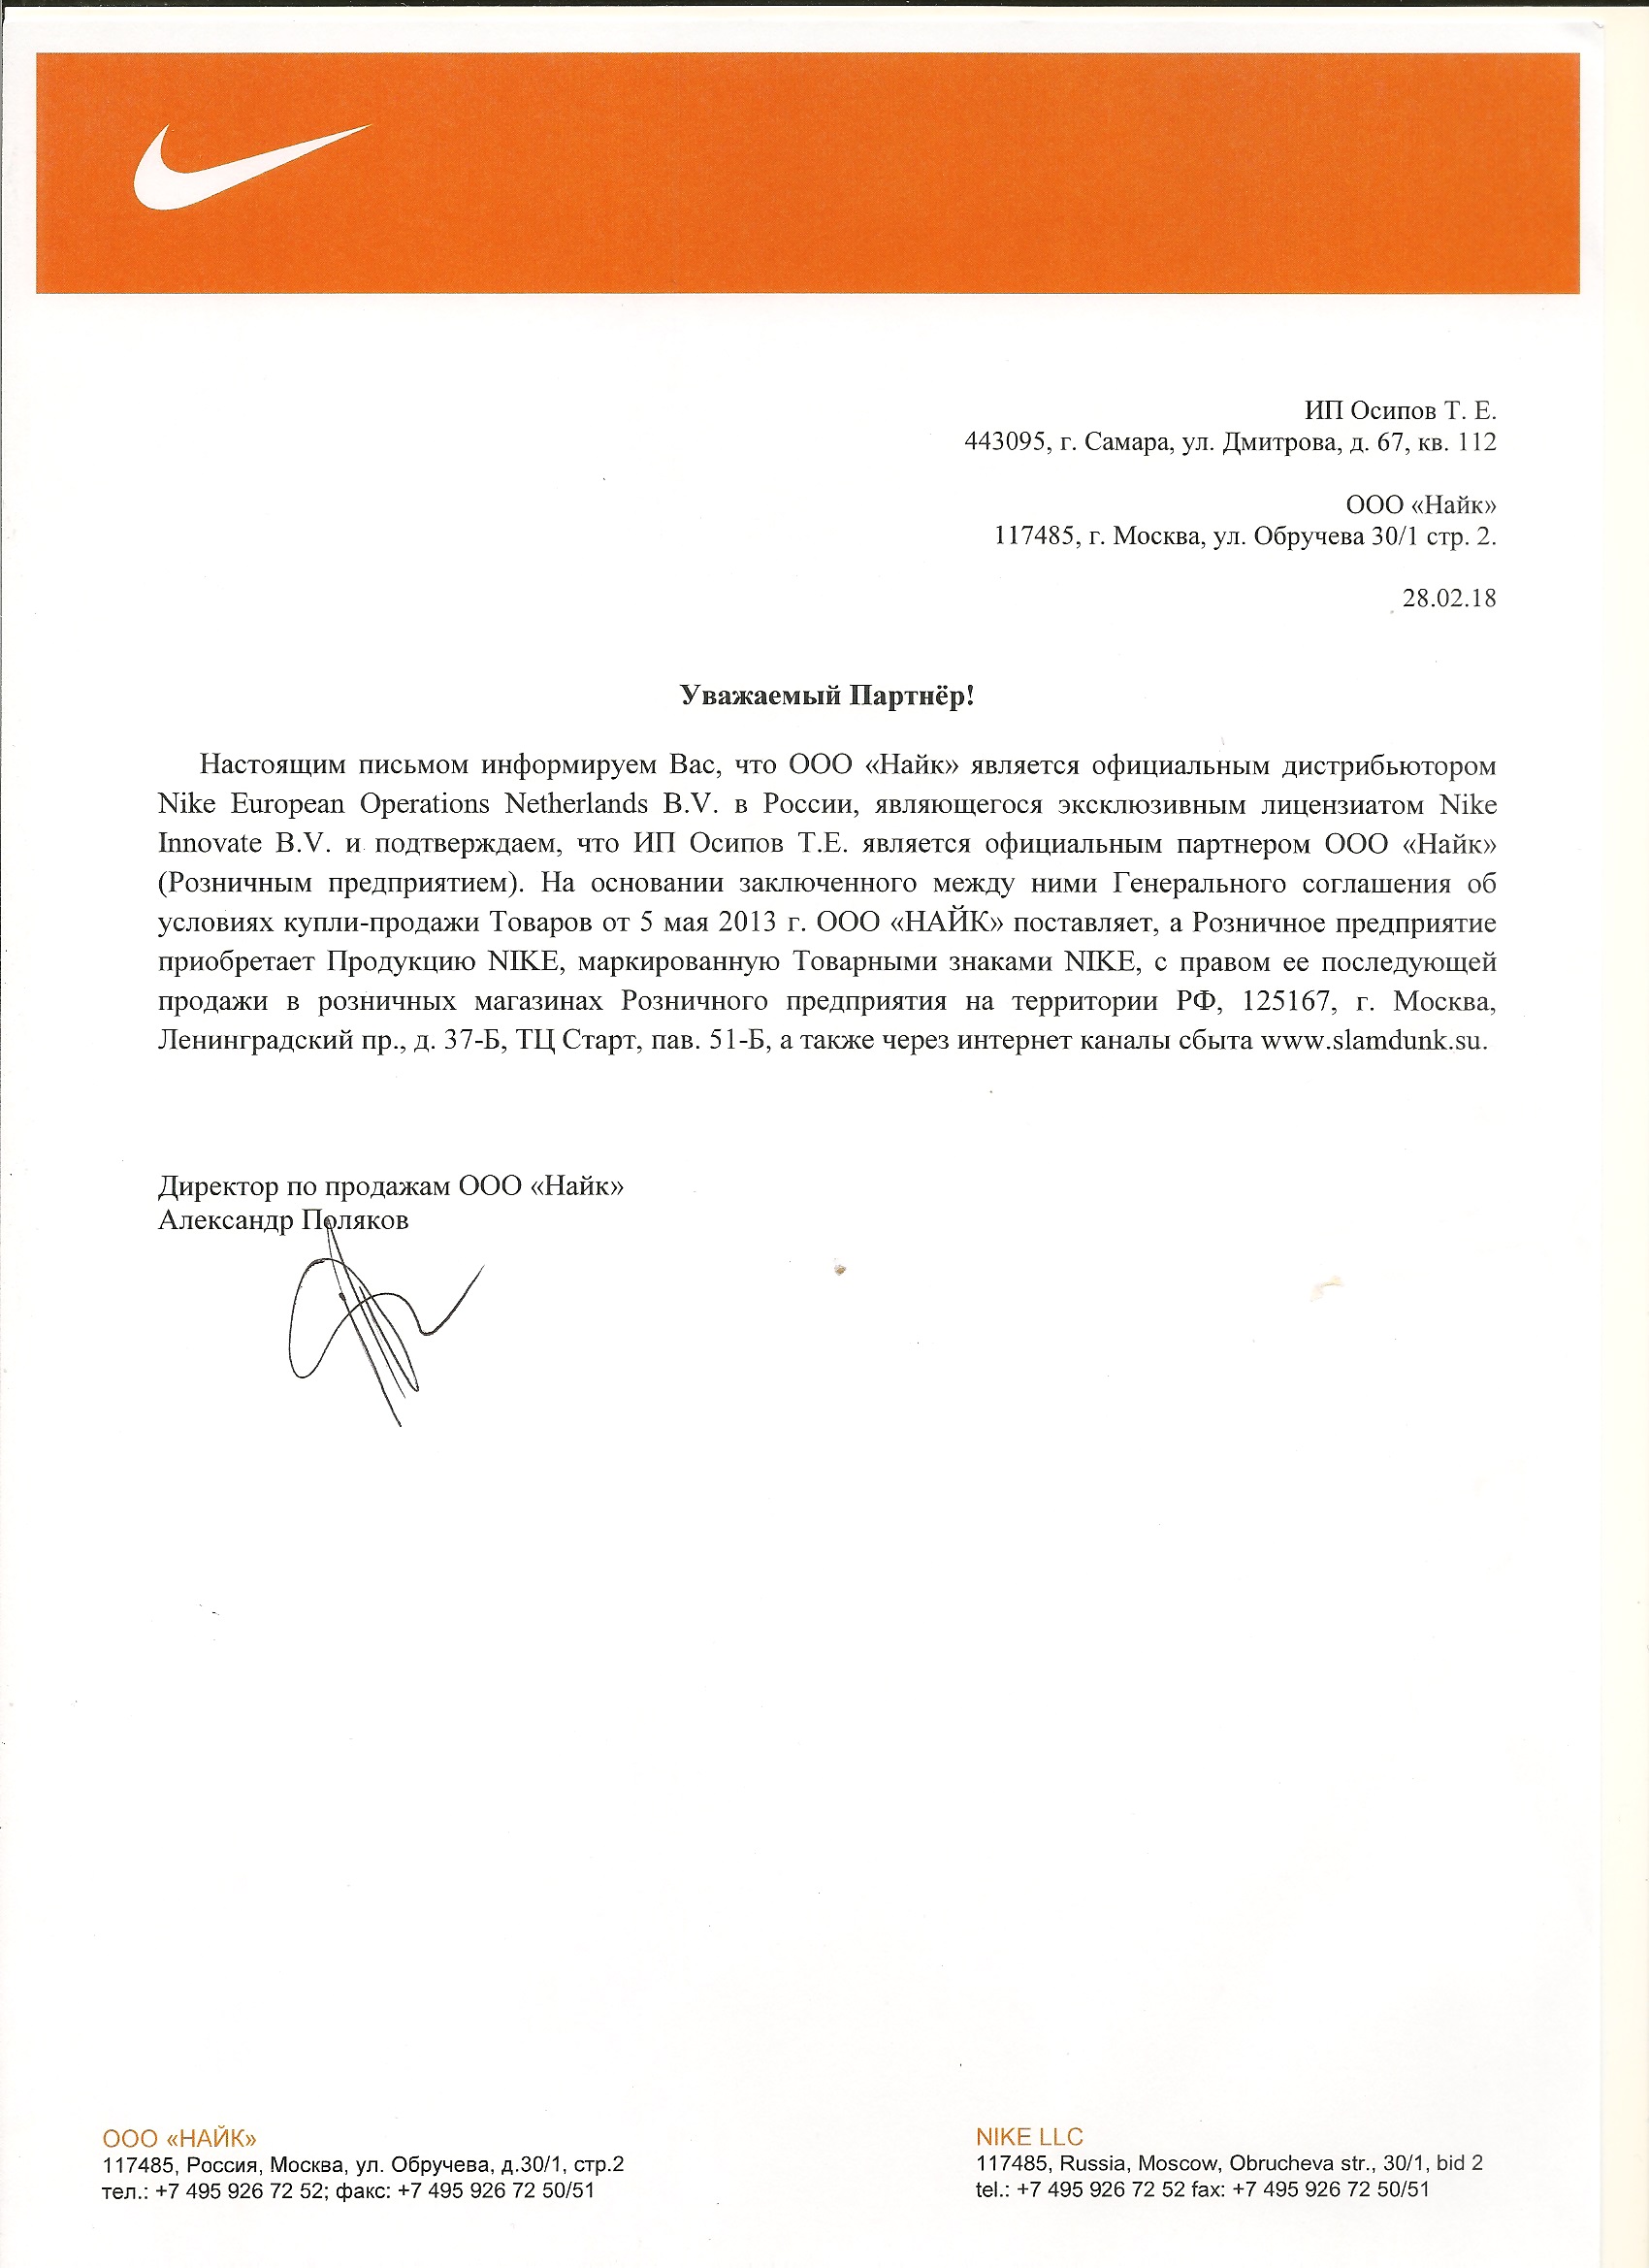 ИП Осипов Т. Е.
443095, г. Самара, ул. Дмитрова, д. 67, кв. 112
ООО «Найк»
117485, г. Москва, ул. Обручева 30/1 стр. 2.
28.02.18
Уважаемый Партнёр!
Настоящим письмом информируем Вас, что ООО «Найк» является официальным дистрибьютором
Nike European Operations Netherlands B.V. в России, являющегося эксклюзивным лицензиатом Nike
Innovate B.V. и подтверждаем, что ИП Осипов Т.Е. является официальным партнером ООО «Найк»
(Розничным предприятием). На основании заключенного между ними Генерального соглашения об
условиях купли-продажи Товаров от 5 мая 2013 г. ООО «НАЙК» поставляет, а Розничное предприятие
приобретает Продукцию NIKE, маркированную Товарными знаками NIKE, с правом ее последующей
продажи в розничных магазинах Розничного предприятия на территории РФ, 125167, г. Москва,
Ленинградский пр., д. 37-Б, ТЦ Старт, пав. 51-Б, а также через интернет каналы сбыта www.slamdunk.su.
Директор по продажам ООО «Найк»
Александр Поляков
ООО «НАЙК»
117485, Россия, Москва, ул. Обручева, д.30/1, стр.2
тел.: +7 495 926 72 52; факс: +7 495 926 72 50/51
NIKE LLC
117485, Russia, Moscow, Obrucheva str., 30/1, bid 2
tel.: +7 495 926 72 52 fax: +7 495 926 72 50/51